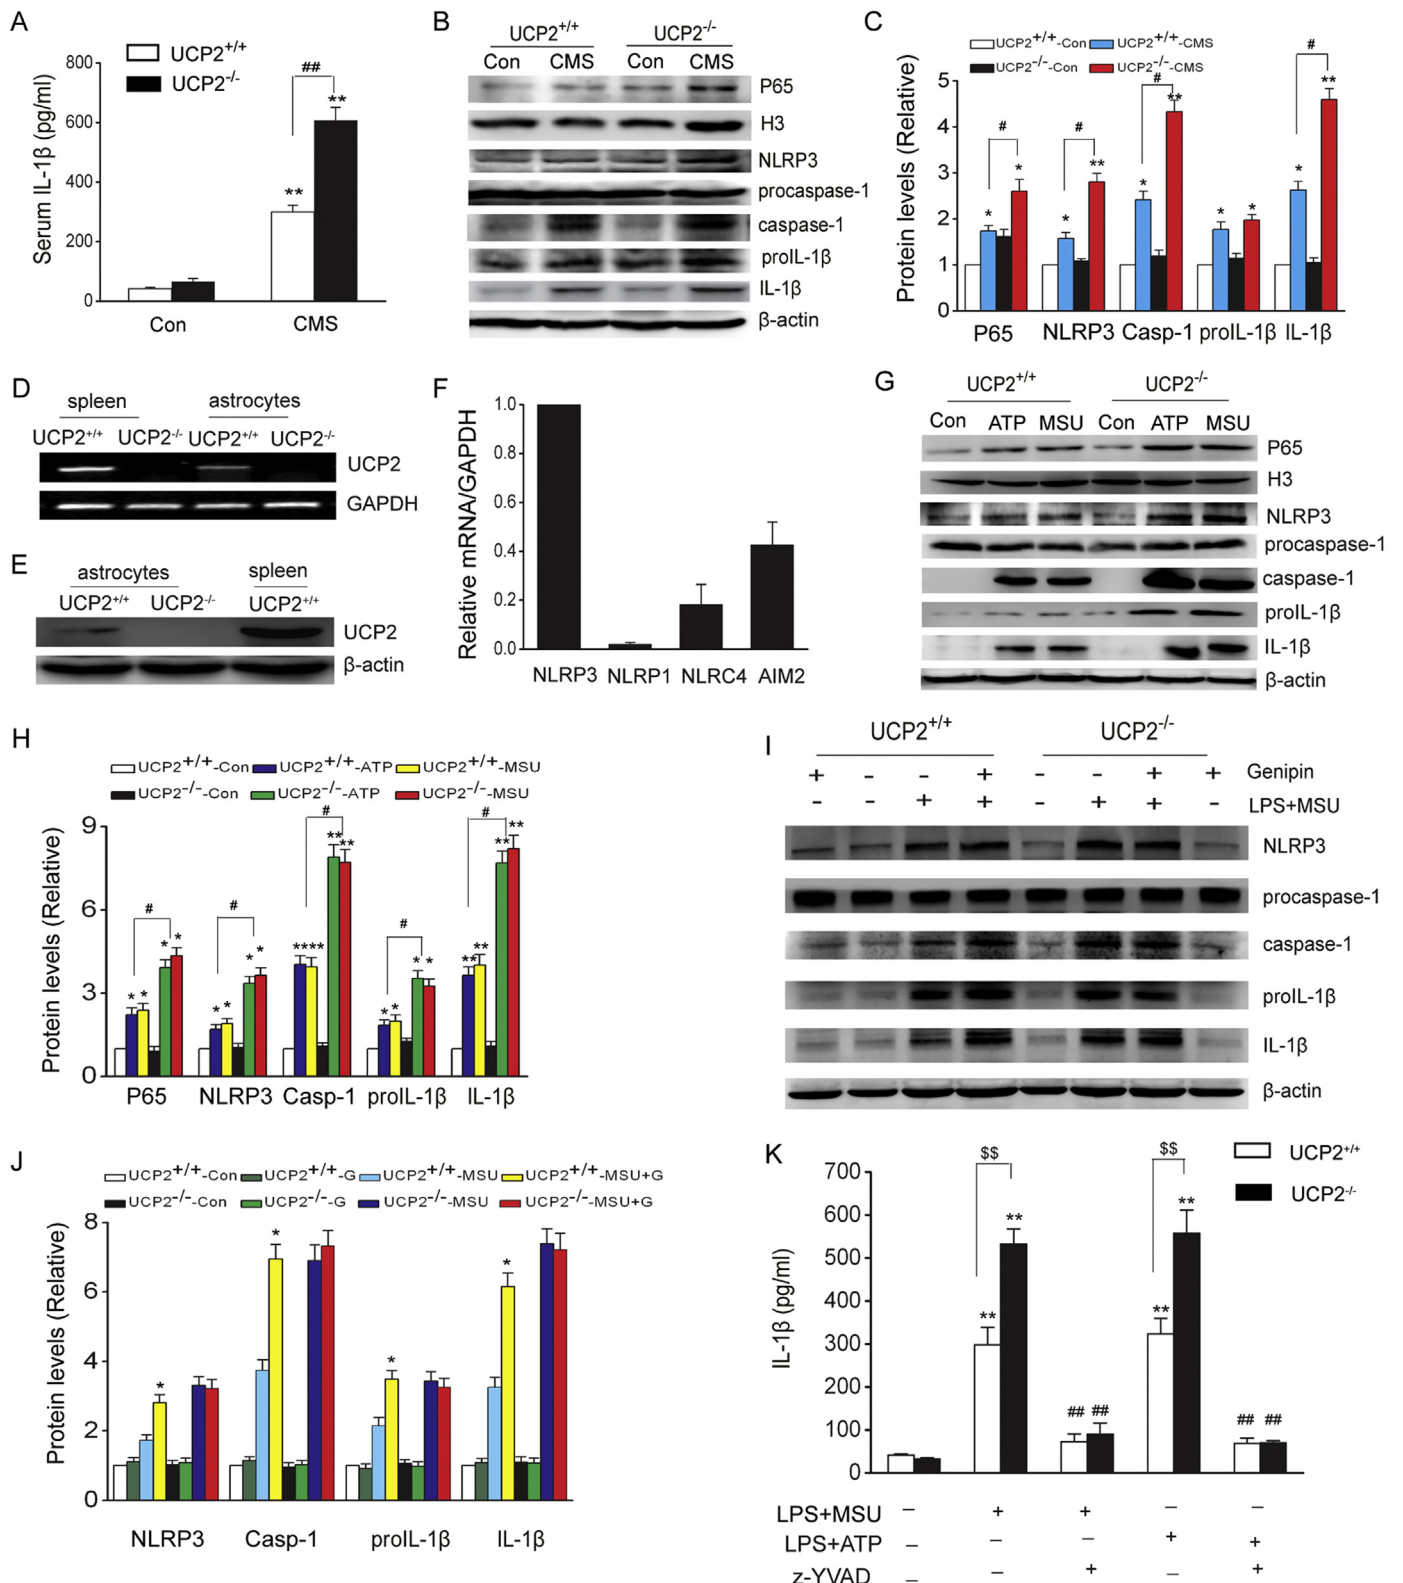 A
UCP2+/+
UCP2-/-
Serum IL-1β (pg/ml)
800
600
400
200
0
##
**
**
Con CMS
B
UCP2+/+ UCP2-/-
Con CMS Con CMS
P65
H3
NLRP3
procaspase-1
caspase-1
proIL-1β
IL-1β
β-actin
C
UCP2+/+-Con UCP2+/+-CMS
UCP2-/--Con UCP2-/--CMS
Protein levels (Relative)
5
4
3
2
1
0
# # # #
* * * ** * ** * * * **
P65 NLRP3 Casp-1 proIL-1β IL-1β
D
spleen astrocytes
UCP2+/+ UCP2-/- UCP2+/+ UCP2-/-
UCP2
GAPDH
E
astrocytes spleen
UCP2+/+ UCP2-/- UCP2+/+
UCP2
β-actin
F
Relative mRNA/GAPDH
1.0
0.8
0.6
0.4
0.2
0.0
NLRP3 NLRP1 NLRC4 AIM2
G
UCP2+/+ UCP2-/-
Con ATP MSU Con ATP MSU
P65
H3
NLRP3
procaspase-1
caspase-1
proIL-1β
IL-1β
β-actin
H
UCP2+/+-Con UCP2+/+-ATP UCP2+/+-MSU
UCP2-/--Con UCP2-/--ATP UCP2-/--MSU
Protein levels (Relative)
9
6
3
0
# # # # #
* * * * * * * * ** ** ** ** * * * * ** ** ** **
P65 NLRP3 Casp-1 proIL-1β IL-1β
I
UCP2+/+ UCP2-/-
+ - - + - - + + Genipin
- - + + - + + - LPS+MSU
NLRP3
procaspase-1
caspase-1
proIL-1β
IL-1β
β-actin
J
UCP2+/+-Con UCP2+/+-G UCP2+/+-MSU UCP2+/+-MSU+G
UCP2-/--Con UCP2-/--G UCP2-/--MSU UCP2-/--MSU+G
Protein levels (Relative)
8
6
4
2
0
* * * *
NLRP3 Casp-1 proIL-1β IL-1β
K
UCP2+/+
UCP2-/-
IL-1β (pg/ml)
700
600
500
400
300
200
100
0
$$ $$
** ** ## ## ** ** ## ##
LPS+MSU – + + – –
LPS+ATP – – – + +
z-YVAD – – + – +